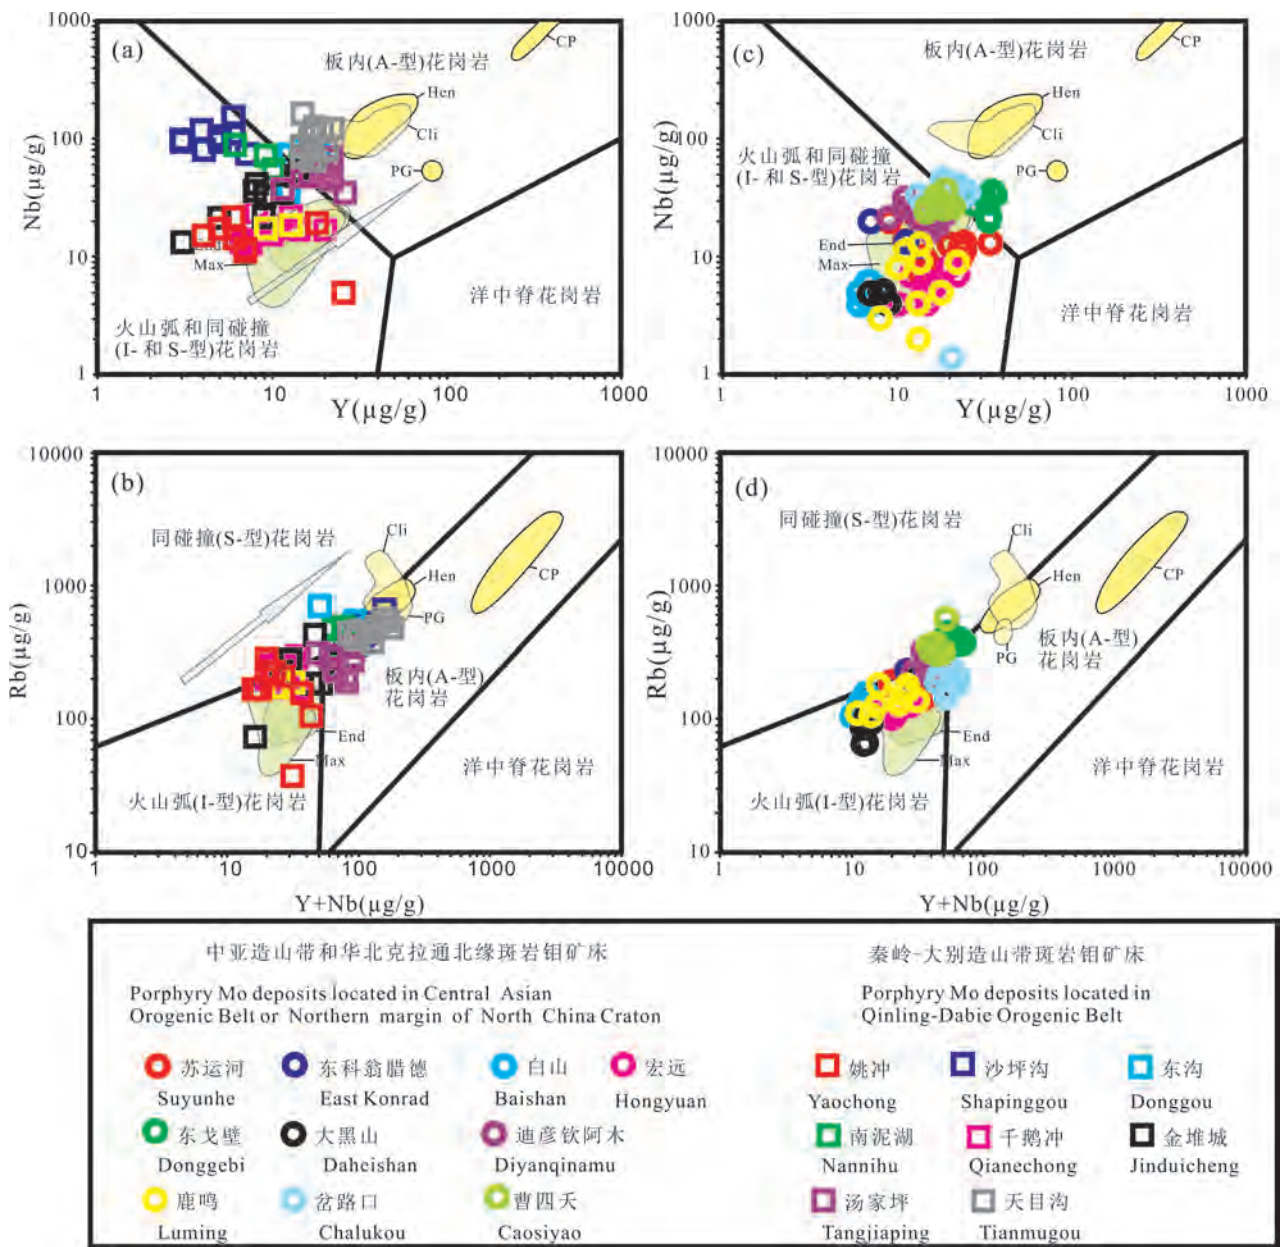 (a)
1000
100
10
1
Nb(μg/g)
板内(A-型)花岗岩
CP
Hen
Cli
PG
End
Max
火山弧和同碰撞
(I- 和 S-型)花岗岩
洋中脊花岗岩
1
10
100
1000
Y(μg/g)
(c)
1000
100
10
1
Nb(μg/g)
板内(A-型)花岗岩
CP
Hen
Cli
PG
火山弧和同碰撞
(I- 和 S-型)花岗岩
End
Max
洋中脊花岗岩
1
10
100
1000
Y(μg/g)
(b)
10000
1000
100
10
Rb(μg/g)
同碰撞(S-型)花岗岩
Cli
Hen
CP
PG
板内(A-型)
花岗岩
End
Max
火山弧(I-型)花岗岩
洋中脊花岗岩
1
10
100
1000
10000
Y+Nb(μg/g)
(d)
10000
1000
100
10
Rb(μg/g)
同碰撞(S-型)花岗岩
Cli
Hen
CP
PG
板内(A-型)
花岗岩
End
Max
火山弧(I-型)花岗岩
洋中脊花岗岩
1
10
100
1000
10000
Y+Nb(μg/g)
中亚造山带和华北克拉通北缘斑岩钼矿床
Porphyry Mo deposits located in Central Asian
Orogenic Belt or Northern margin of North China Craton
苏运河 东科翁腊德 白山 宏远
Suyunhe East Konrad Baishan Hongyuan
东戈壁 大黑山 迪彦钦阿木
Donggebi Daheishan Diyanqinamu
鹿鸣 岔路口 曹四夭
Luming Chalukou Caosiyao
秦岭-大别造山带斑岩钼矿床
Porphyry Mo deposits located in
Qinling-Dabie Orogenic Belt
姚冲 沙坪沟 东沟
Yaochong Shapinggou Donggou
南泥湖 千鹅冲 金堆城
Nannihu Qianechong Jinduicheng
汤家坪 天目沟
Tangjiaping Tianmugou